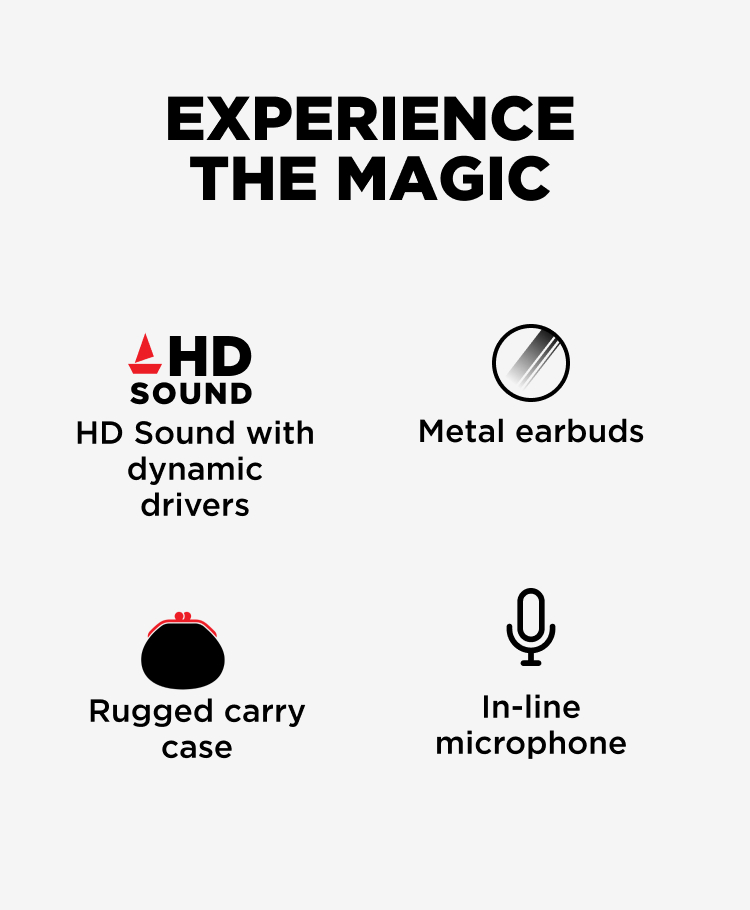 EXPERIENCE
THE MAGIC
HD
SOUND
HD Sound with
dynamic
drivers
Metal earbuds
Rugged carry
case
In-line
microphone